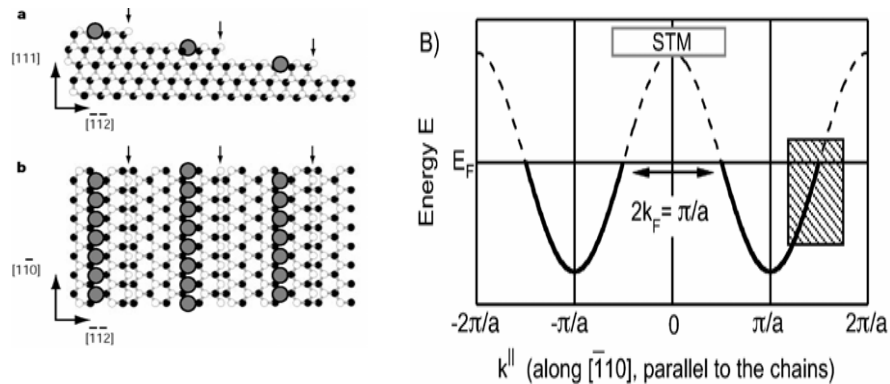 a
[111]
[1̅1̅2]
b
[11̅0]
[1̅1̅2]
B)
STM
Energy E
E_F
2k_F = π/a
-2π/a -π/a 0 π/a 2π/a
k^|| (along [1̅10], parallel to the chains)